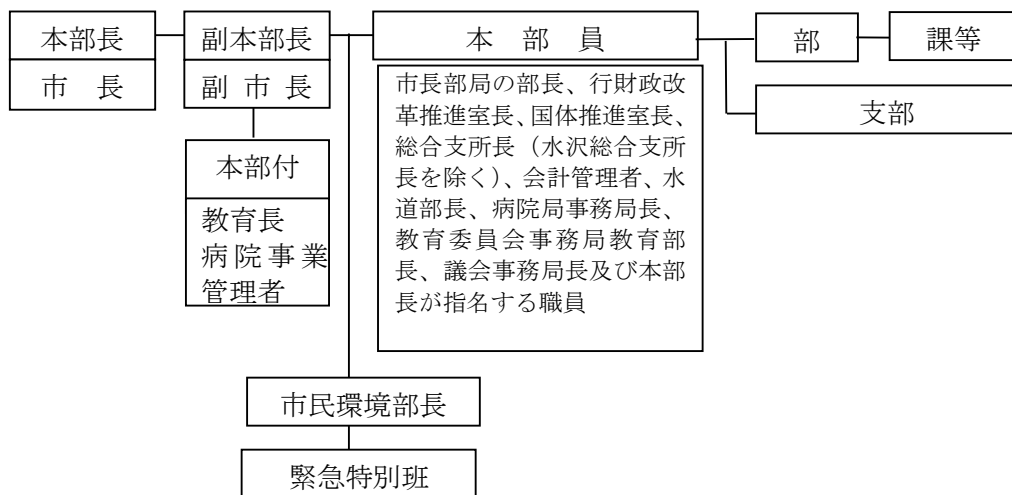 本部長
市　長
副本部長
副 市 長
本部付
教育長
病院事業
管理者
本　部　員
市長部局の部長、行財政改
革推進室長、国体推進室長、
総合支所長（水沢総合支所
長を除く）、会計管理者、水
道部長、病院局事務局長、
教育委員会事務局教育部
長、議会事務局長及び本部
長が指名する職員
部
課等
支部
市民環境部長
緊急特別班